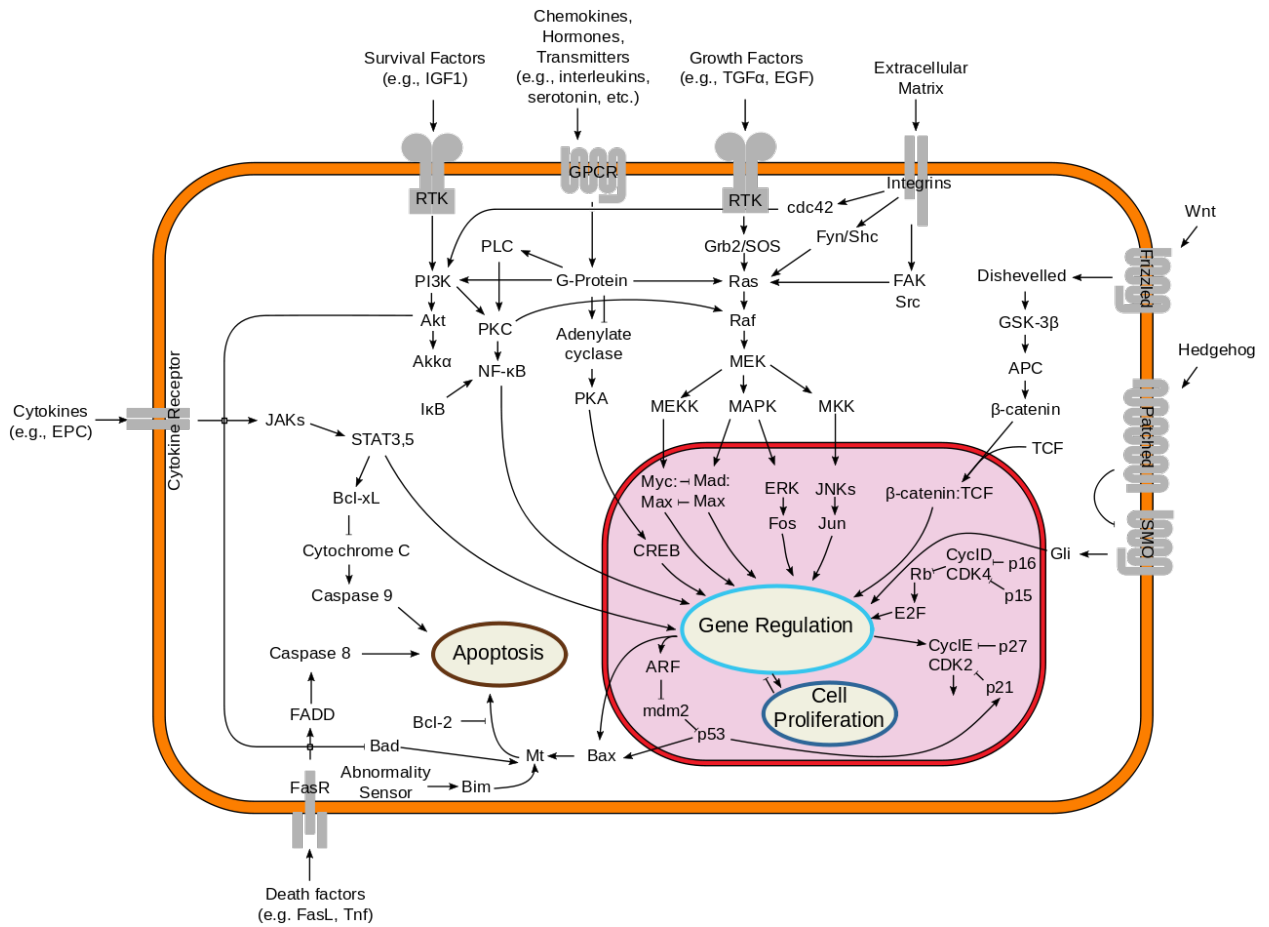 Chemokines,
Hormones,
Transmitters
(e.g., interleukins,
serotonin, etc.)
Survival Factors
(e.g., IGF1)
Growth Factors
(e.g., TGFα, EGF)
Extracellular
Matrix
GPCR
RTK
RTK
Integrins
cdc42
Wnt
Fyn/Shc
Grb2/SOS
PLC
Frizzled
Dishevelled
PI3K
G-Protein
Ras
FAK
Src
Akt
PKC
Raf
GSK-3β
Adenylate
cyclase
Akkα
NF-κB
MEK
APC
Hedgehog
PKA
IκB
MEKK
MAPK
MKK
β-catenin
Cytokines
(e.g., EPC)
Cytokine Receptor
JAKs
STAT3,5
TCF
Patched
Myc:
Mad:
Max
Max
ERK
JNKs
β-catenin:TCF
Bcl-xL
Fos
Jun
SMO
Cytochrome C
CREB
Gli
CycID
CDK4
p16
Rb
p15
Caspase 9
E2F
Gene Regulation
Caspase 8
Apoptosis
ARF
CyclE
CDK2
p27
p21
FADD
Bcl-2
mdm2
Cell
Proliferation
p53
Bad
Mt
Bax
Abnormality
Sensor
Bim
FasR
Death factors
(e.g. FasL, Tnf)